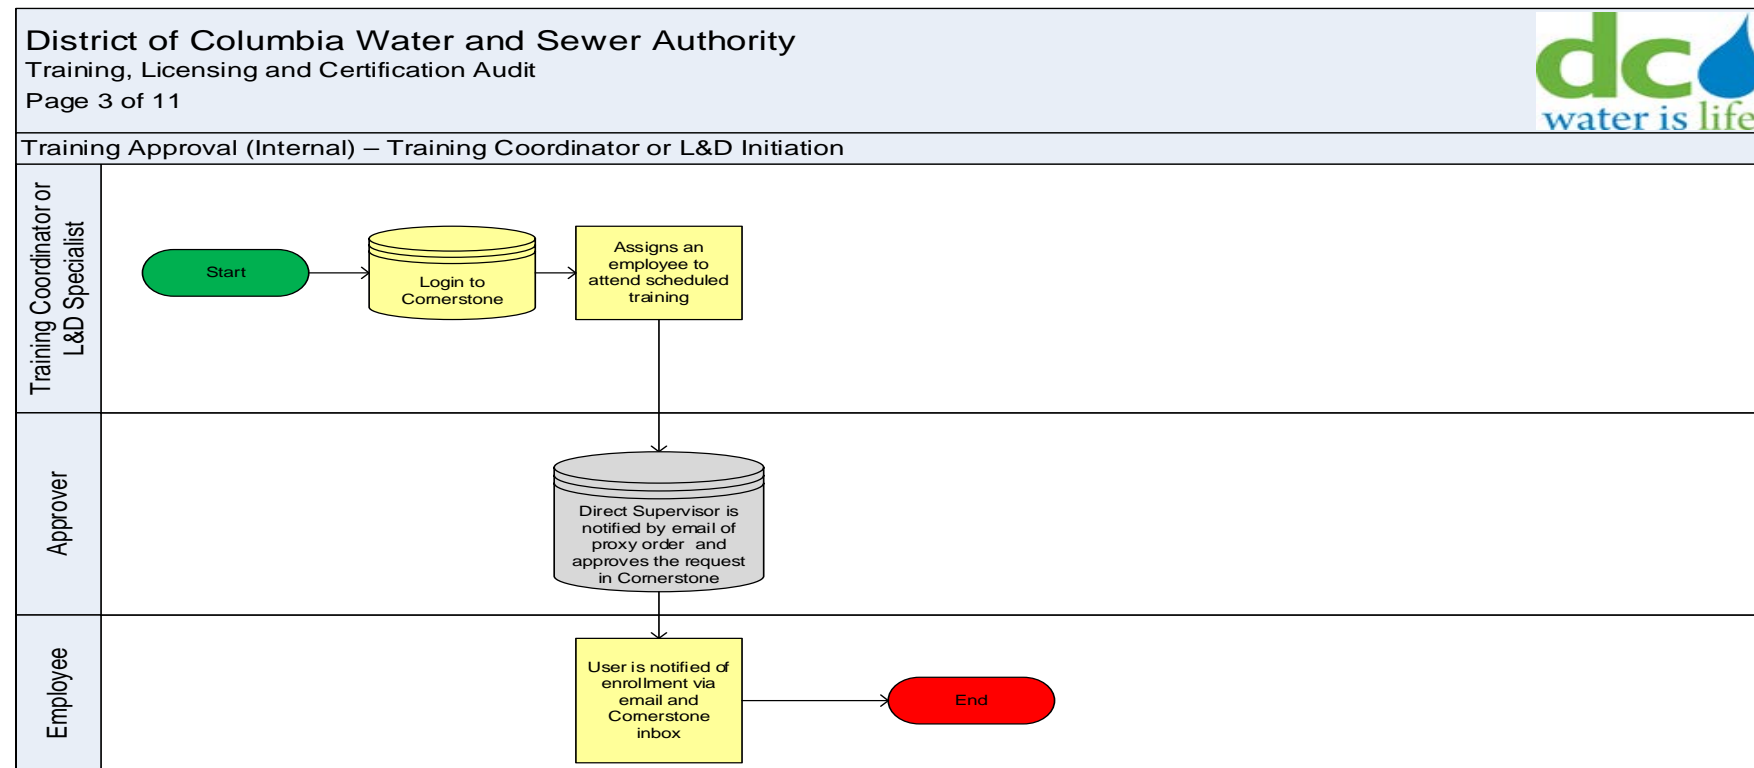 District of Columbia Water and Sewer Authority
Training, Licensing and Certification Audit
Page 3 of 11
dc
water is life
Training Approval (Internal) – Training Coordinator or L&D Initiation
Training Coordinator or
L&D Specialist
Start
Login to
Cornerstone
Assigns an
employee to
attend scheduled
training
Approver
Direct Supervisor is
notified by email of
proxy order and
approves the request
in Cornerstone
Employee
User is notified of
enrollment via
email and
Cornerstone
inbox
End